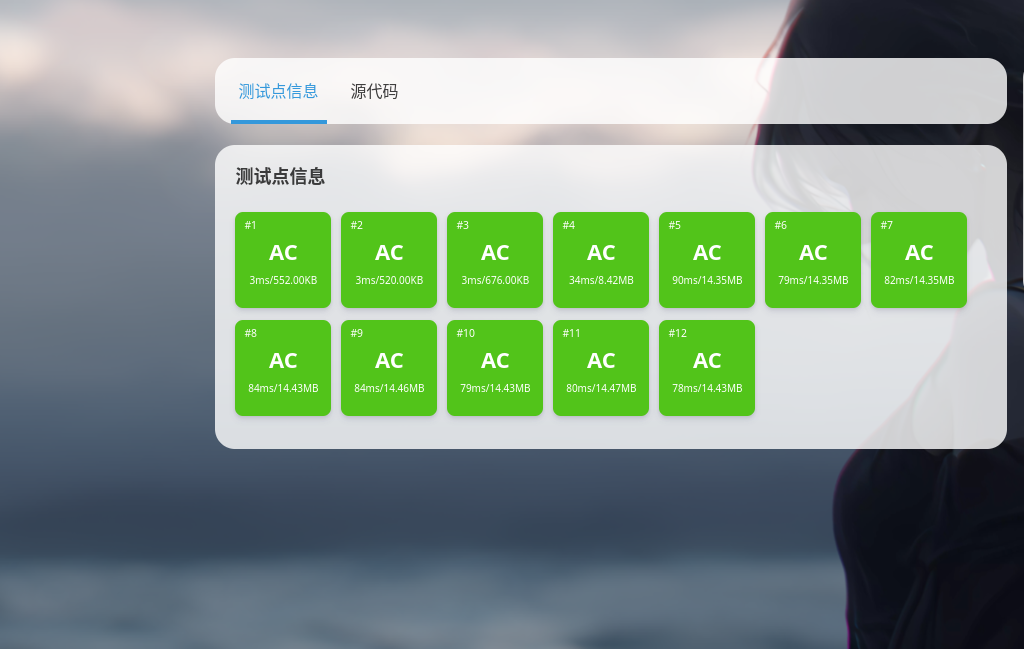 测试点信息 源代码
测试点信息
#1 #2 #3 #4 #5 #6 #7
AC AC AC AC AC AC AC
3ms/552.00KB 3ms/520.00KB 3ms/676.00KB 34ms/8.42MB 90ms/14.35MB 79ms/14.35MB 82ms/14.35MB
#8 #9 #10 #11 #12
AC AC AC AC AC
84ms/14.43MB 84ms/14.46MB 79ms/14.43MB 80ms/14.47MB 78ms/14.43MB